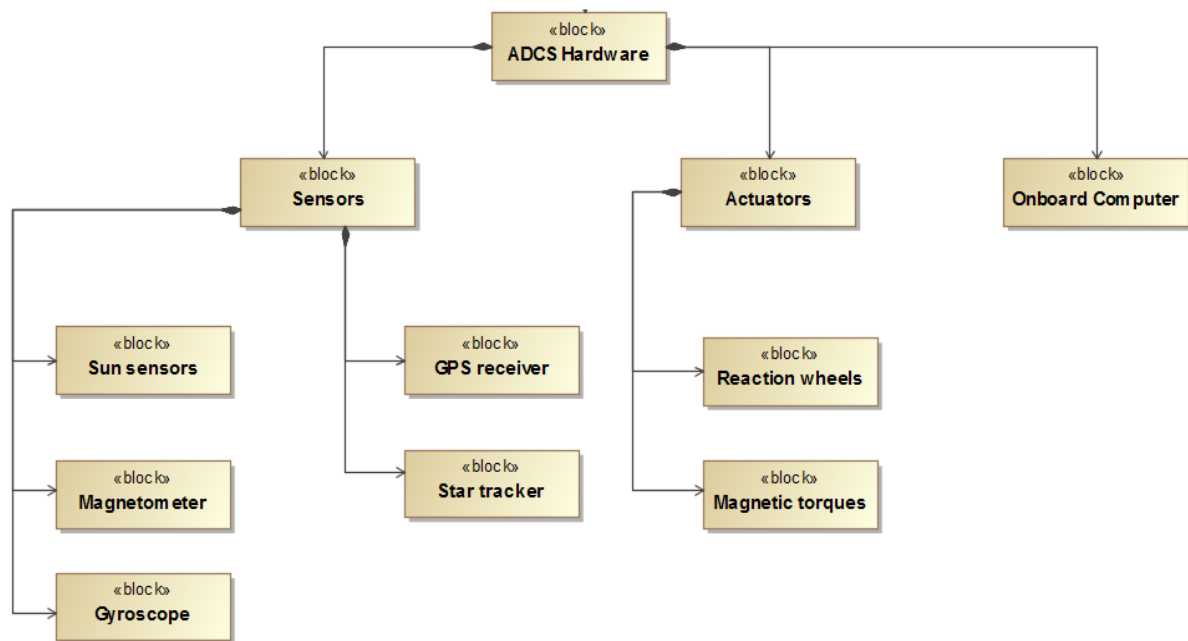 «block»
ADCS Hardware
«block»
Sensors
«block»
Actuators
«block»
Onboard Computer
«block»
Sun sensors
«block»
GPS receiver
«block»
Reaction wheels
«block»
Magnetometer
«block»
Star tracker
«block»
Magnetic torques
«block»
Gyroscope